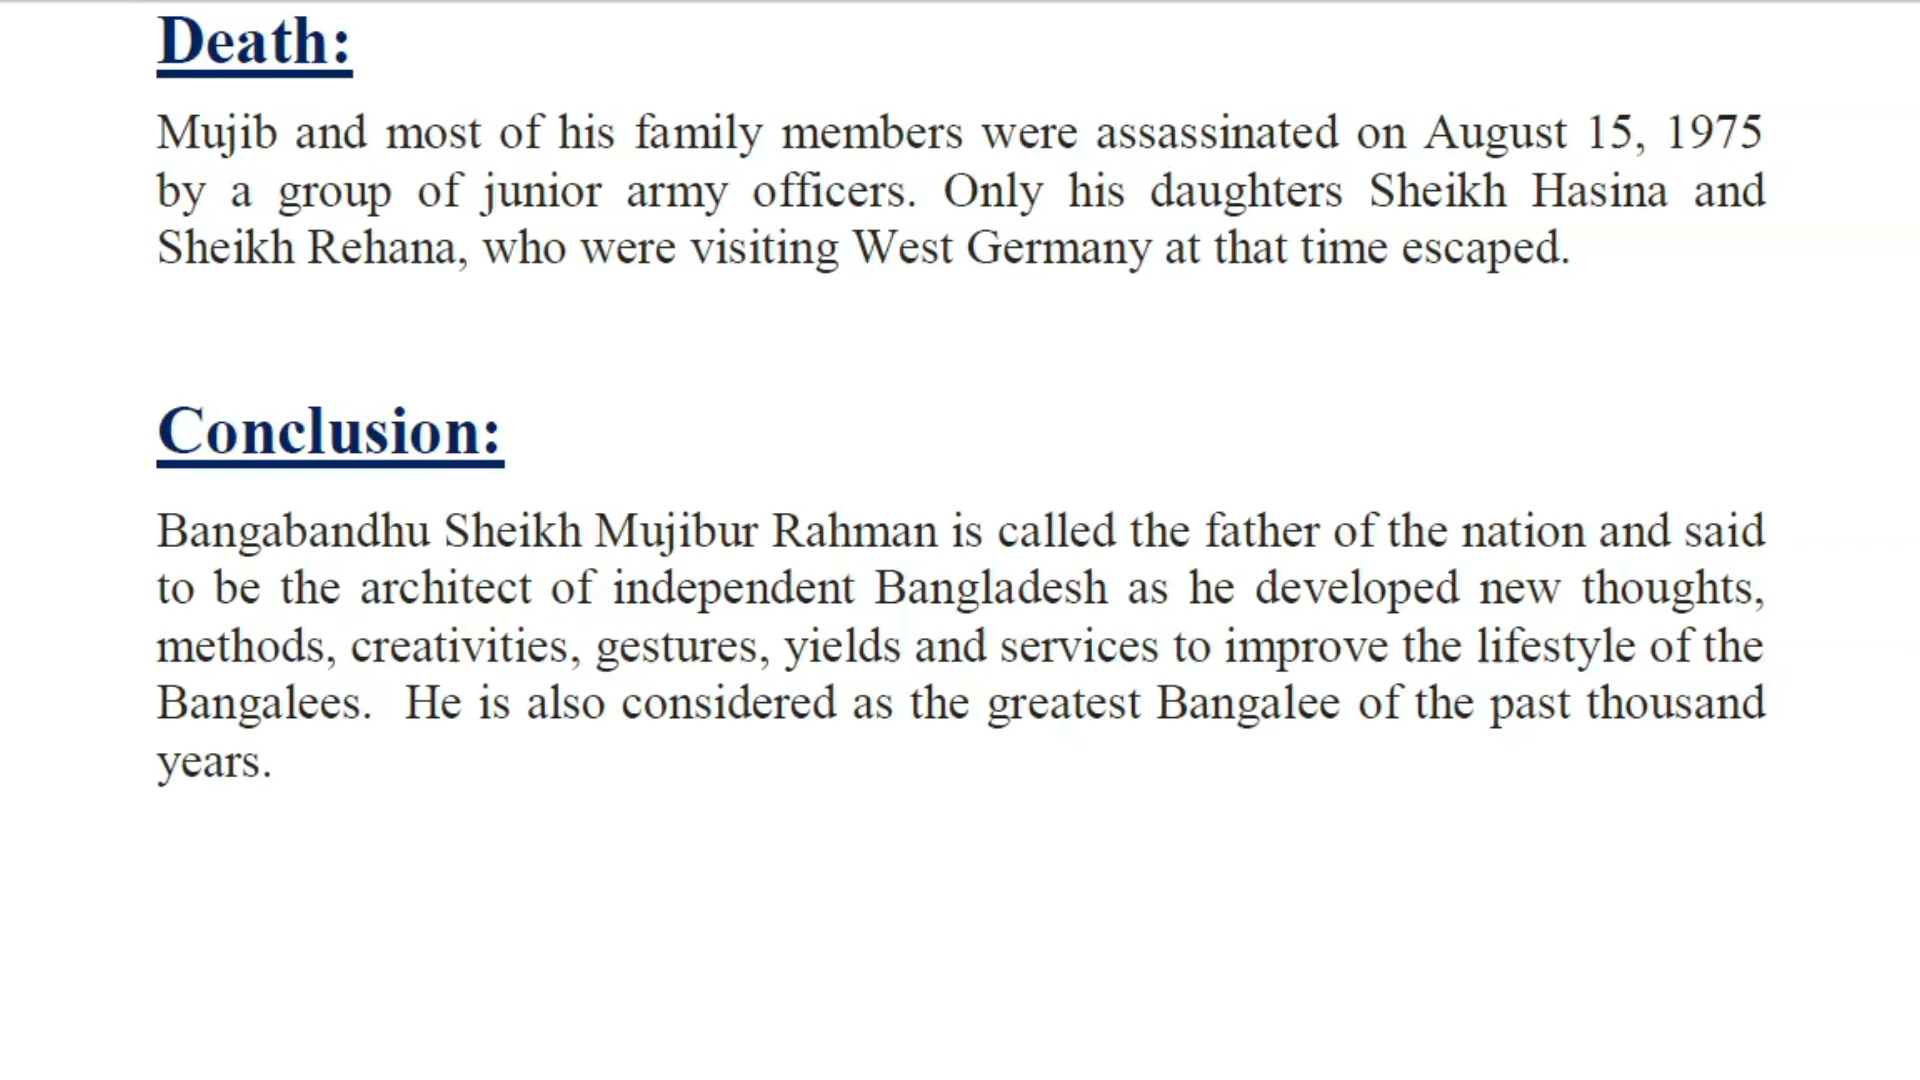 Death:
Mujib and most of his family members were assassinated on August 15, 1975
by a group of junior army officers. Only his daughters Sheikh Hasina and
Sheikh Rehana, who were visiting West Germany at that time escaped.
Conclusion:
Bangabandhu Sheikh Mujibur Rahman is called the father of the nation and said
to be the architect of independent Bangladesh as he developed new thoughts,
methods, creativities, gestures, yields and services to improve the lifestyle of the
Bangalees.  He is also considered as the greatest Bangalee of the past thousand
years.